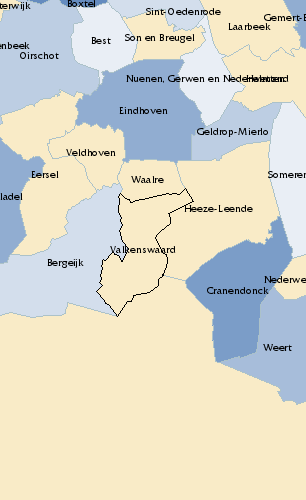 terwijk
Boxtel
Sint-Oedenrode
Gemert-B
Laarbeek
Best
Son en Breugel
enbeek
Oirschot
Nuenen, Gerwen en Nederwetten
Helmond
Eindhoven
Geldrop-Mierlo
Veldhoven
Eersel
Waalre
Someren
ladel
Heeze-Leende
Valkenswaard
Bergeijk
Nederwe
Cranendonck
Weert